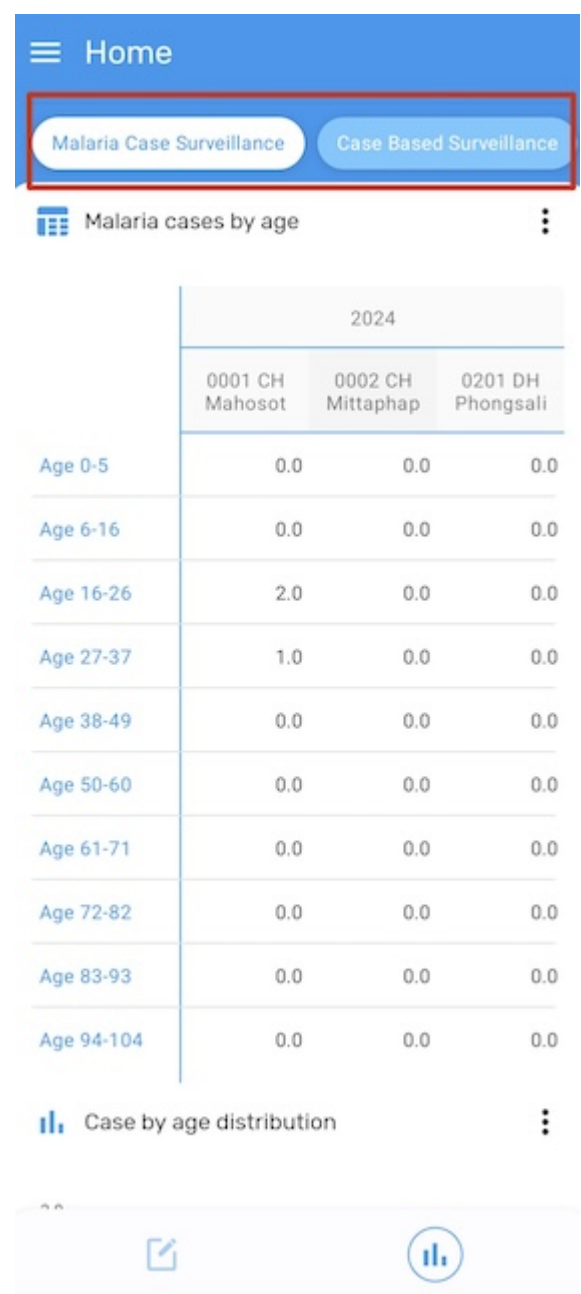 Home
Malaria Case Surveillance Case Based Surveillance
Malaria cases by age
2024
0001 CH Mahosot 0002 CH Mittaphap 0201 DH Phongsali
Age 0-5 0.0 0.0 0.0
Age 6-16 0.0 0.0 0.0
Age 16-26 2.0 0.0 0.0
Age 27-37 1.0 0.0 0.0
Age 38-49 0.0 0.0 0.0
Age 50-60 0.0 0.0 0.0
Age 61-71 0.0 0.0 0.0
Age 72-82 0.0 0.0 0.0
Age 83-93 0.0 0.0 0.0
Age 94-104 0.0 0.0 0.0
Case by age distribution